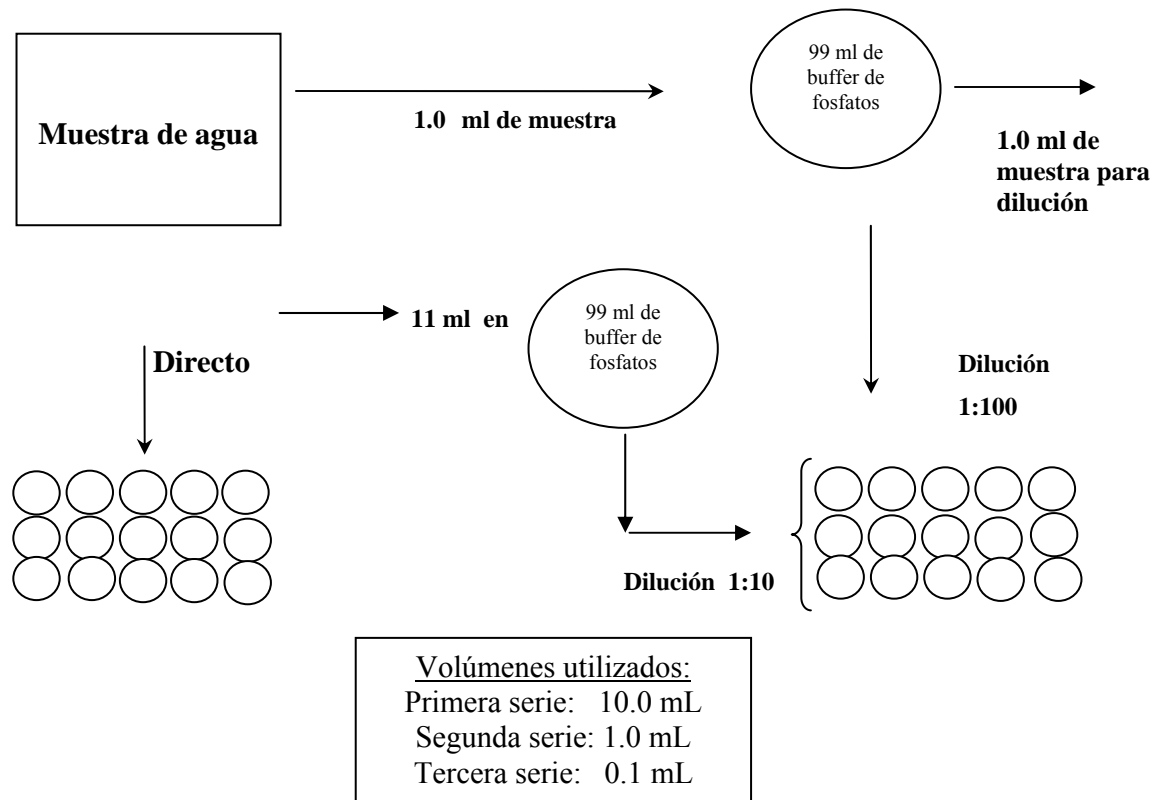 Muestra de agua
1.0 ml de muestra
99 ml de
buffer de
fosfatos
1.0 ml de
muestra para
dilución
Directo
11 ml en
99 ml de
buffer de
fosfatos
Dilución
1:100
Dilución 1:10
Volúmenes utilizados:
Primera serie: 10.0 mL
Segunda serie: 1.0 mL
Tercera serie: 0.1 mL